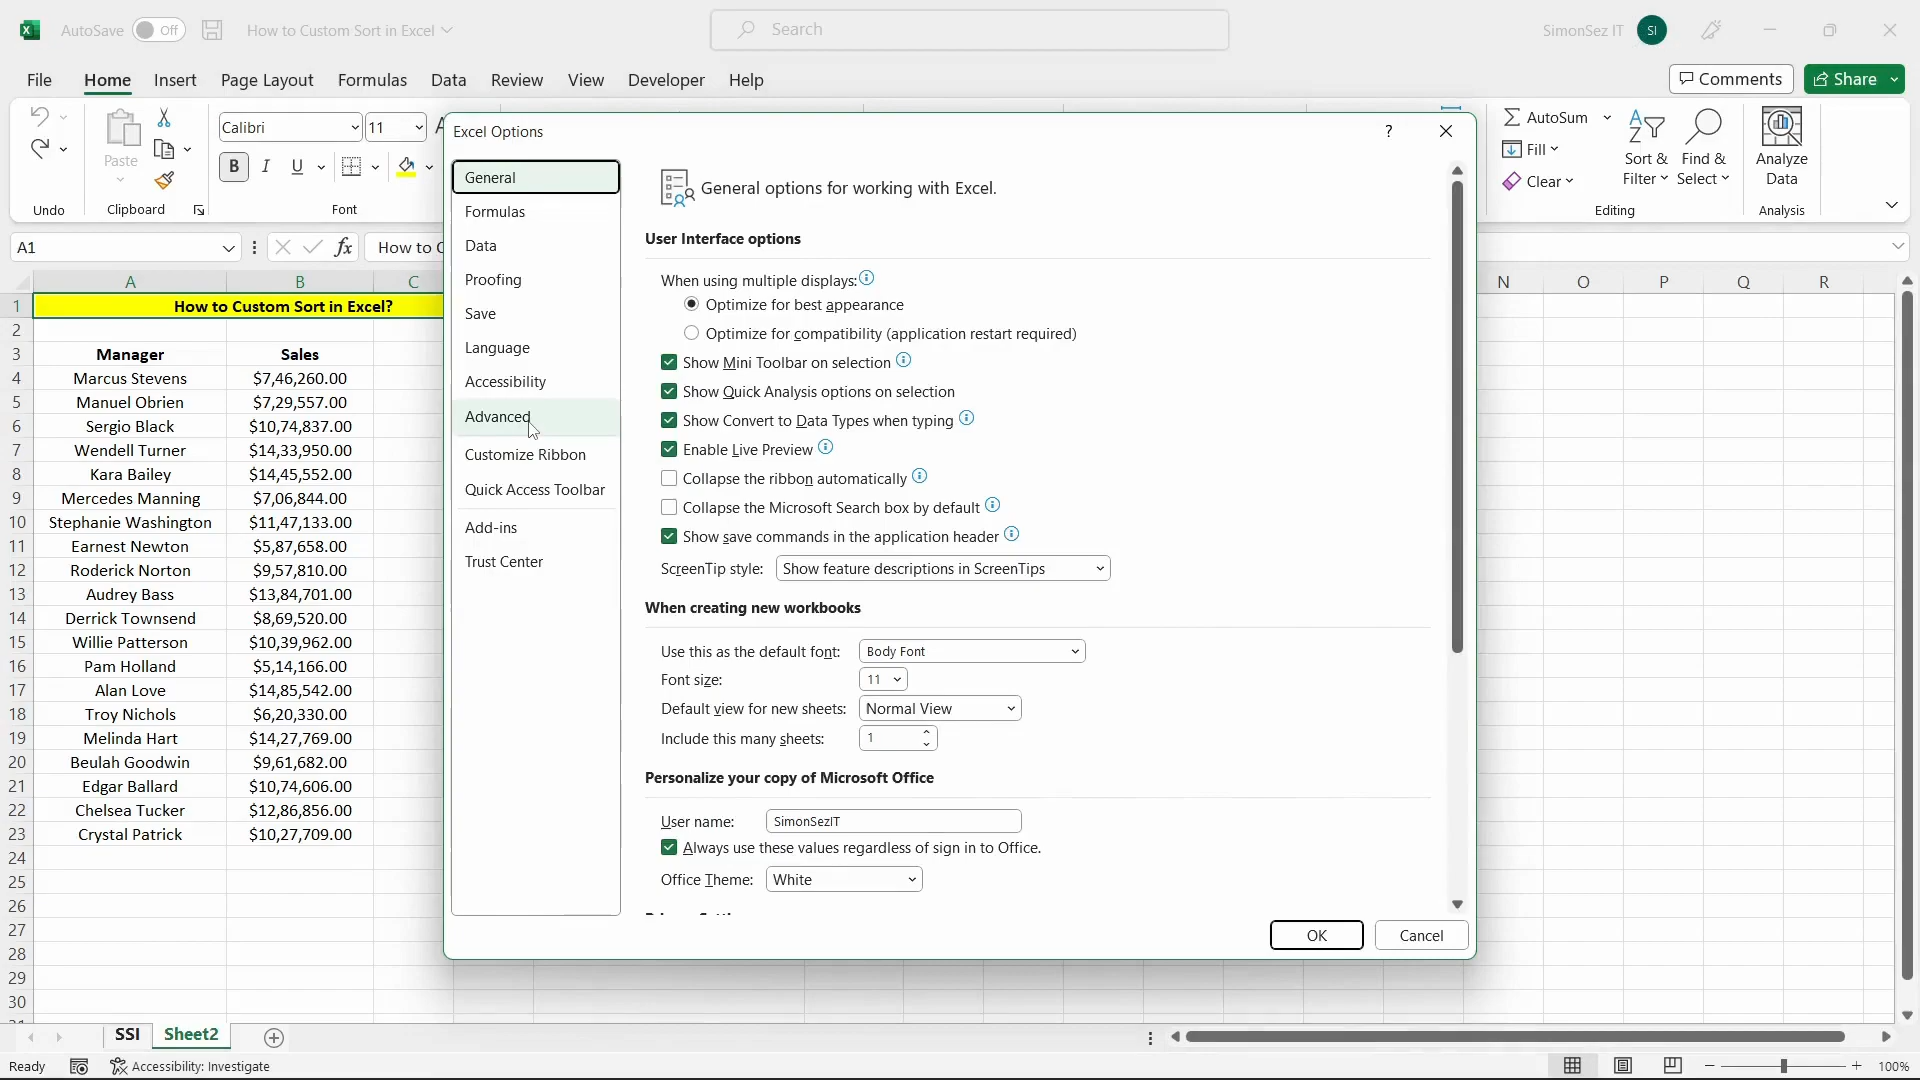 AutoSave Off How to Custom Sort in Excel Search SimonSez IT SI
File Home Insert Page Layout Formulas Data Review View Developer Help Comments Share
Paste
Calibri 11
B I U
AutoSum
Fill
Clear
Sort &
Filter
Find &
Select
Analyze
Data
Undo Clipboard Font Editing Analysis
A1 fx How to C
A B C N O P Q R
1 How to Custom Sort in Excel?
2
3 Manager Sales
4 Marcus Stevens $7,46,260.00
5 Manuel Obrien $7,29,557.00
6 Sergio Black $10,74,837.00
7 Wendell Turner $14,33,950.00
8 Kara Bailey $14,45,552.00
9 Mercedes Manning $7,06,844.00
10 Stephanie Washington $11,47,133.00
11 Earnest Newton $5,87,658.00
12 Roderick Norton $9,57,810.00
13 Audrey Bass $13,84,701.00
14 Derrick Townsend $8,69,520.00
15 Willie Patterson $10,39,962.00
16 Pam Holland $5,14,166.00
17 Alan Love $14,85,542.00
18 Troy Nichols $6,20,330.00
19 Melinda Hart $14,27,769.00
20 Beulah Goodwin $9,61,682.00
21 Edgar Ballard $10,74,606.00
22 Chelsea Tucker $12,86,856.00
23 Crystal Patrick $10,27,709.00
24
25
26
27
28
29
30
Excel Options ?
General
Formulas
Data
Proofing
Save
Language
Accessibility
Advanced
Customize Ribbon
Quick Access Toolbar
Add-ins
Trust Center
General options for working with Excel.
User Interface options
When using multiple displays:
Optimize for best appearance
Optimize for compatibility (application restart required)
Show Mini Toolbar on selection
Show Quick Analysis options on selection
Show Convert to Data Types when typing
Enable Live Preview
Collapse the ribbon automatically
Collapse the Microsoft Search box by default
Show save commands in the application header
ScreenTip style: Show feature descriptions in ScreenTips
When creating new workbooks
Use this as the default font: Body Font
Font size: 11
Default view for new sheets: Normal View
Include this many sheets: 1
Personalize your copy of Microsoft Office
User name: SimonSezIT
Always use these values regardless of sign in to Office.
Office Theme: White
OK Cancel
SSI Sheet2
Ready Accessibility: Investigate 100%